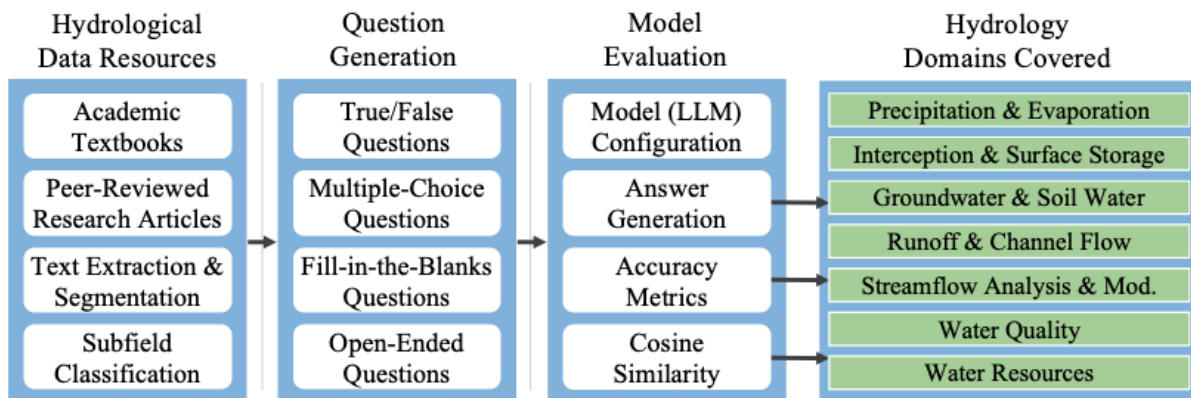 Hydrological
Data Resources
Academic
Textbooks
Peer-Reviewed
Research Articles
Text Extraction &
Segmentation
Subfield
Classification
Question
Generation
True/False
Questions
Multiple-Choice
Questions
Fill-in-the-Blanks
Questions
Open-Ended
Questions
Model
Evaluation
Model (LLM)
Configuration
Answer
Generation
Accuracy
Metrics
Cosine
Similarity
Hydrology
Domains Covered
Precipitation & Evaporation
Interception & Surface Storage
Groundwater & Soil Water
Runoff & Channel Flow
Streamflow Analysis & Mod.
Water Quality
Water Resources